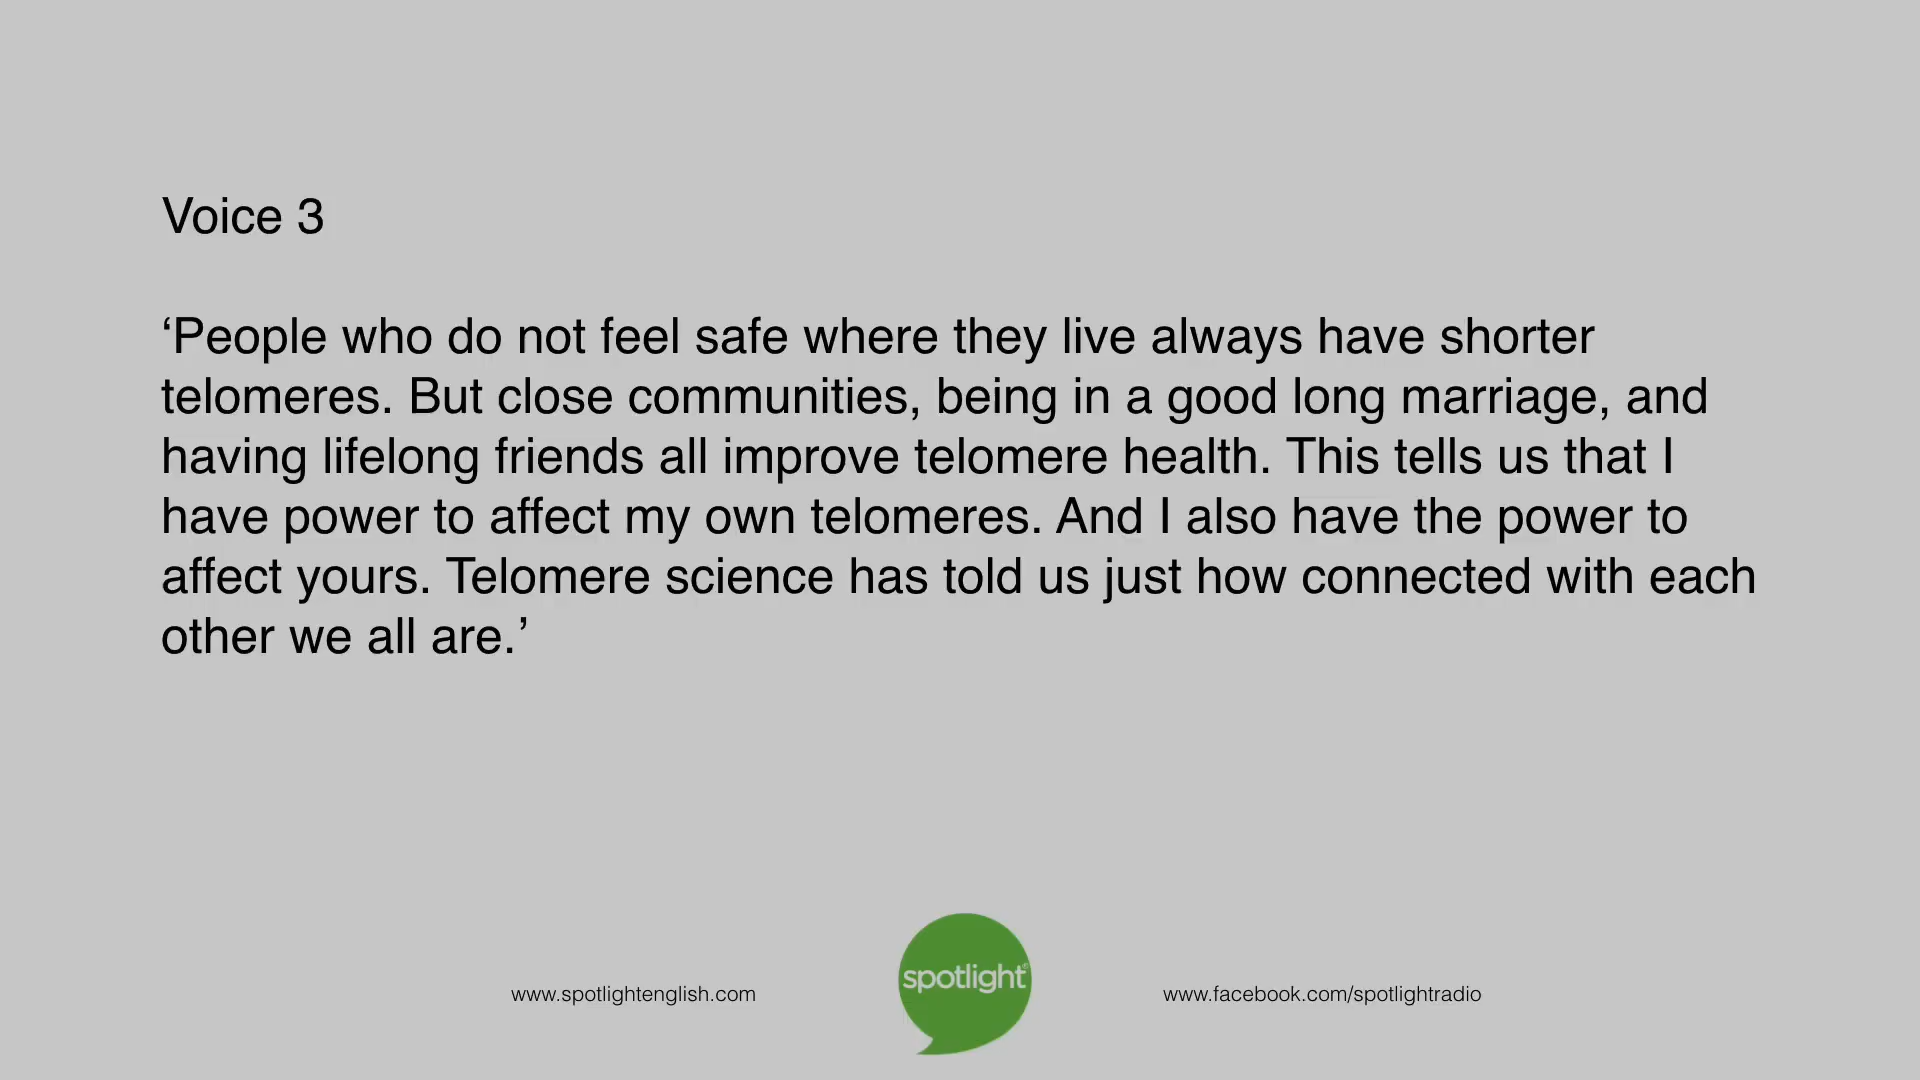 Voice 3
‘People who do not feel safe where they live always have shorter
telomeres. But close communities, being in a good long marriage, and
having lifelong friends all improve telomere health. This tells us that I
have power to affect my own telomeres. And I also have the power to
affect yours. Telomere science has told us just how connected with each
other we all are.’
spotlight®
www.spotlightenglish.com
www.facebook.com/spotlightradio